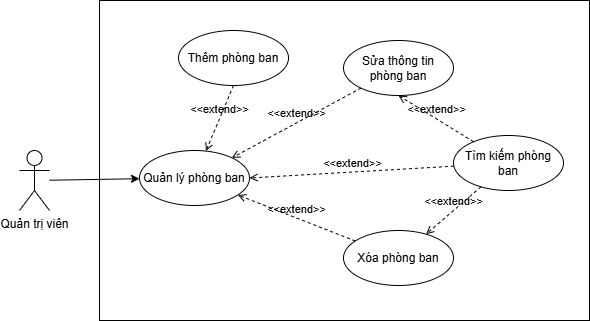 Thêm phòng ban
Sửa thông tin
phòng ban
<<extend>>
<<extend>>
<<extend>>
Quản lý phòng ban
<<extend>>
Tìm kiếm phòng
ban
Quản trị viên
<<extend>>
<<extend>>
Xóa phòng ban